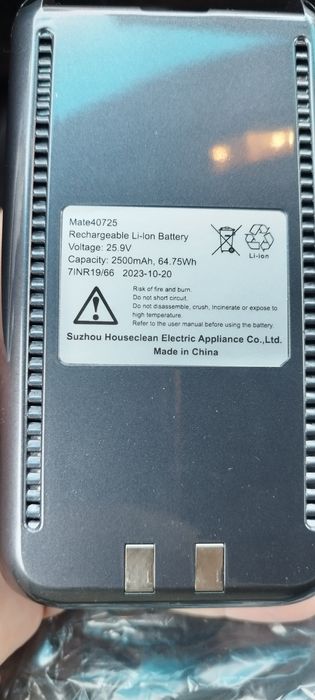 Mate40725
Rechargeable Li-Ion Battery
Voltage: 25.9V
Capacity: 2500mAh, 64.75Wh
7INR19/66 2023-10-20
Li-ion
Risk of fire and burn.
Do not short circuit.
Do not disassemble, crush, incinerate or expose to
high temperature.
Refer to the user manual before using the battery.
Suzhou Houseclean Electric Appliance Co.,Ltd.
Made in China